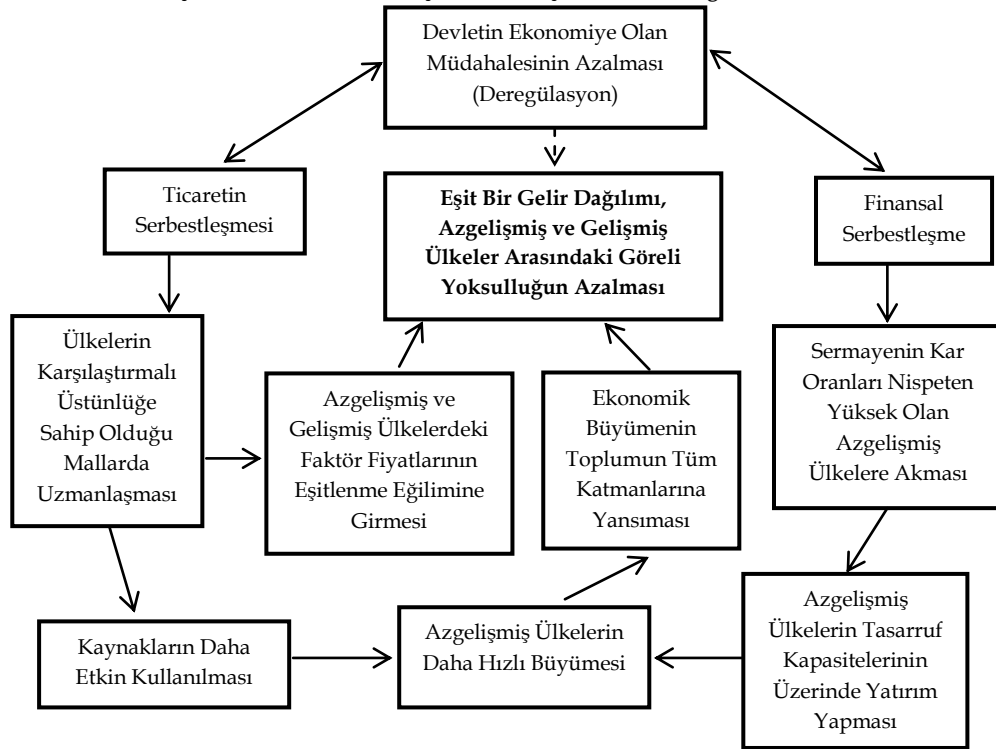 Devletin Ekonomiye Olan
Müdahalesinin Azalması
(Deregülasyon)
Ticaretin
Serbestleşmesi
Eşit Bir Gelir Dağılımı,
Azgelişmiş ve Gelişmiş
Ülkeler Arasındaki Göreli
Yoksulluğun Azalması
Finansal
Serbestleşme
Ülkelerin
Karşılaştırmalı
Üstünlüğe
Sahip Olduğu
Mallarda
Uzmanlaşması
Azgelişmiş ve
Gelişmiş Ülkelerdeki
Faktör Fiyatlarının
Eşitlenme Eğilimine
Girmesi
Ekonomik
Büyümenin
Toplumun Tüm
Katmanlarına
Yansıması
Sermayenin Kar
Oranları Nispeten
Yüksek Olan
Azgelişmiş
Ülkelere Akması
Kaynakların Daha
Etkin Kullanılması
Azgelişmiş Ülkelerin
Daha Hızlı Büyümesi
Azgelişmiş
Ülkelerin Tasarruf
Kapasitelerinin
Üzerinde Yatırım
Yapması